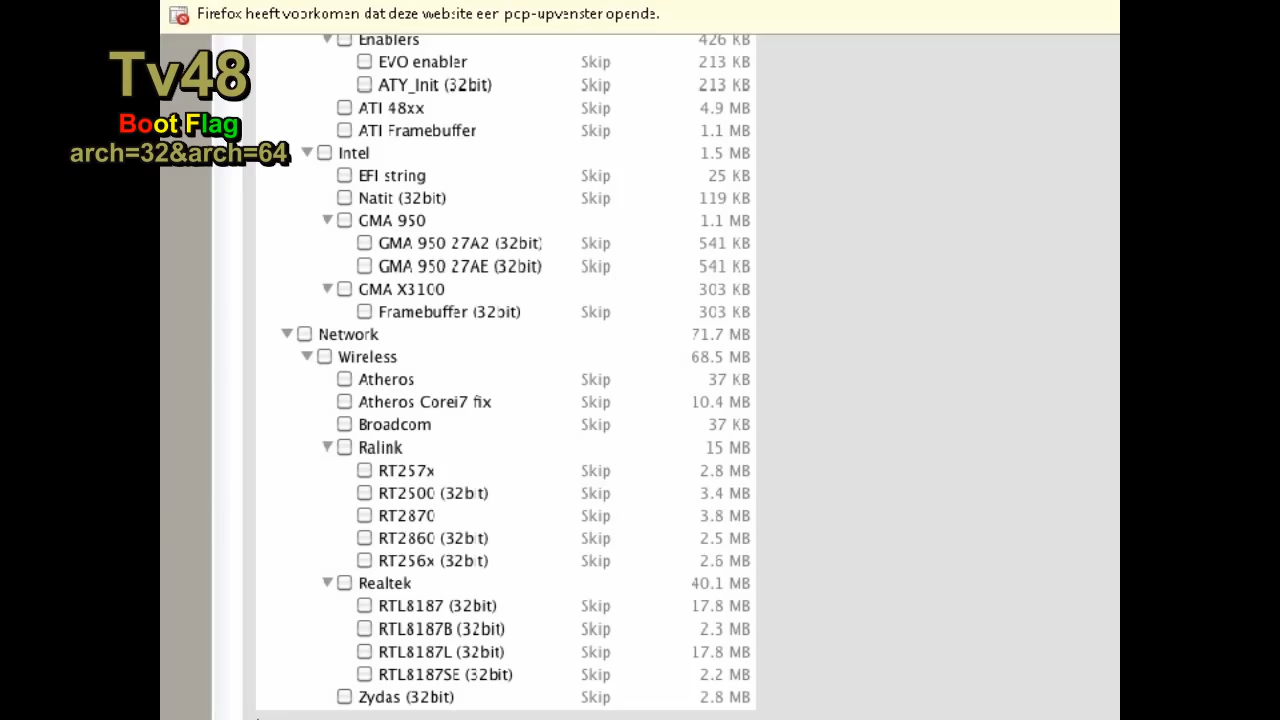 Firefox heeft voorkomen dat deze website een pop-upvenster opende.
Tv48
Boot Flag
arch=32&arch=64
Enablers 426 KB
EVO enabler Skip 213 KB
ATY_Init (32bit) Skip 213 KB
ATI 48xx Skip 4.9 MB
ATI Framebuffer Skip 1.1 MB
Intel 1.5 MB
EFI string Skip 25 KB
Natit (32bit) Skip 119 KB
GMA 950 1.1 MB
GMA 950 27A2 (32bit) Skip 541 KB
GMA 950 27AE (32bit) Skip 541 KB
GMA X3100 303 KB
Framebuffer (32bit) Skip 303 KB
Network 71.7 MB
Wireless 68.5 MB
Atheros Skip 37 KB
Atheros Corei7 fix Skip 10.4 MB
Broadcom Skip 37 KB
Ralink 15 MB
RT257x Skip 2.8 MB
RT2500 (32bit) Skip 3.4 MB
RT2870 Skip 3.8 MB
RT2860 (32bit) Skip 2.5 MB
RT256x (32bit) Skip 2.6 MB
Realtek 40.1 MB
RTL8187 (32bit) Skip 17.8 MB
RTL8187B (32bit) Skip 2.3 MB
RTL8187L (32bit) Skip 17.8 MB
RTL8187SE (32bit) Skip 2.2 MB
Zydas (32bit) Skip 2.8 MB